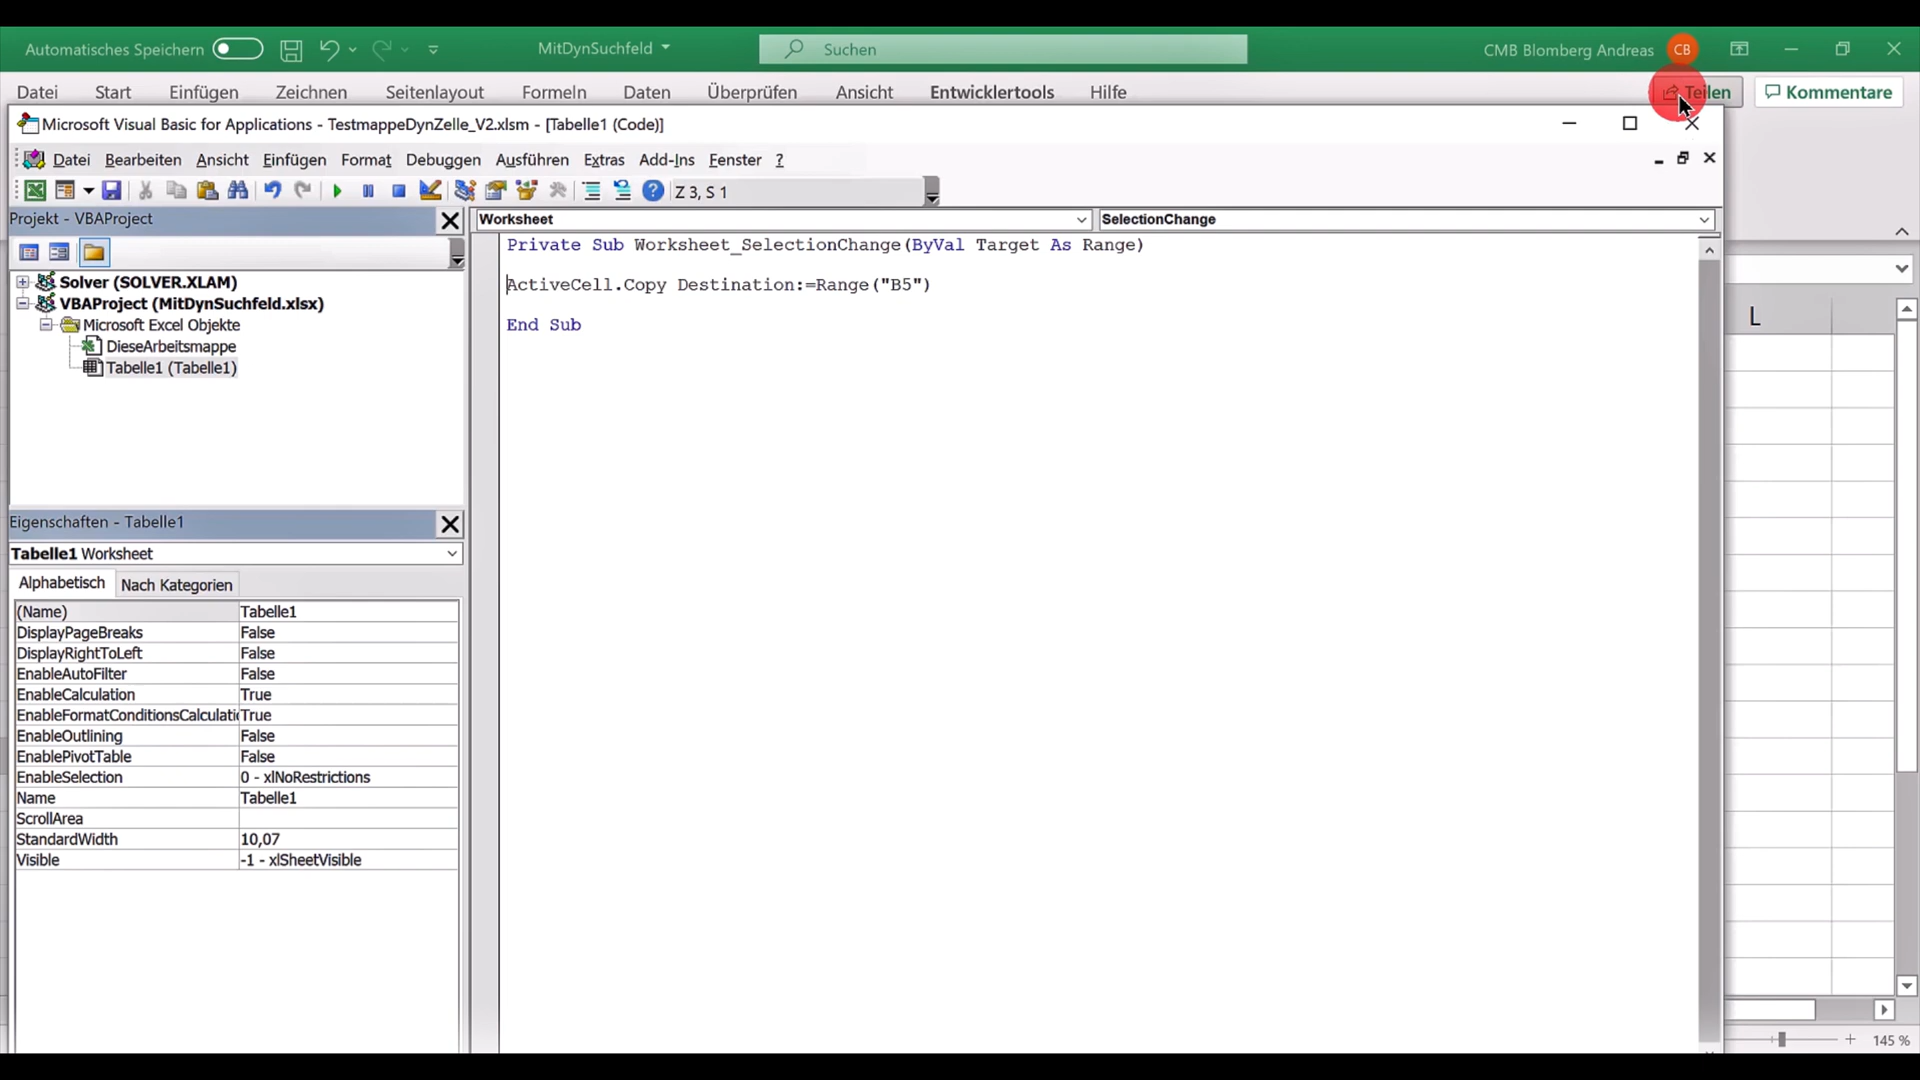 Automatisches Speichern
MitDynSuchfeld
Suchen
CMB Blomberg Andreas
CB
Datei Start Einfügen Zeichnen Seitenlayout Formeln Daten Überprüfen Ansicht Entwicklertools Hilfe
Teilen
Kommentare
Microsoft Visual Basic for Applications - TestmappeDynZelle_V2.xlsm - [Tabelle1 (Code)]
Datei Bearbeiten Ansicht Einfügen Format Debuggen Ausführen Extras Add-Ins Fenster ?
Z 3, S 1
Projekt - VBAProject
Solver (SOLVER.XLAM)
VBAProject (MitDynSuchfeld.xlsx)
Microsoft Excel Objekte
DieseArbeitsmappe
Tabelle1 (Tabelle1)
Worksheet
SelectionChange
Private Sub Worksheet_SelectionChange(ByVal Target As Range)
ActiveCell.Copy Destination:=Range("B5")
End Sub
L
Eigenschaften - Tabelle1
Tabelle1 Worksheet
Alphabetisch Nach Kategorien
(Name) Tabelle1
DisplayPageBreaks False
DisplayRightToLeft False
EnableAutoFilter False
EnableCalculation True
EnableFormatConditionsCalculati True
EnableOutlining False
EnablePivotTable False
EnableSelection 0 - xlNoRestrictions
Name Tabelle1
ScrollArea
StandardWidth 10,07
Visible -1 - xlSheetVisible
145 %